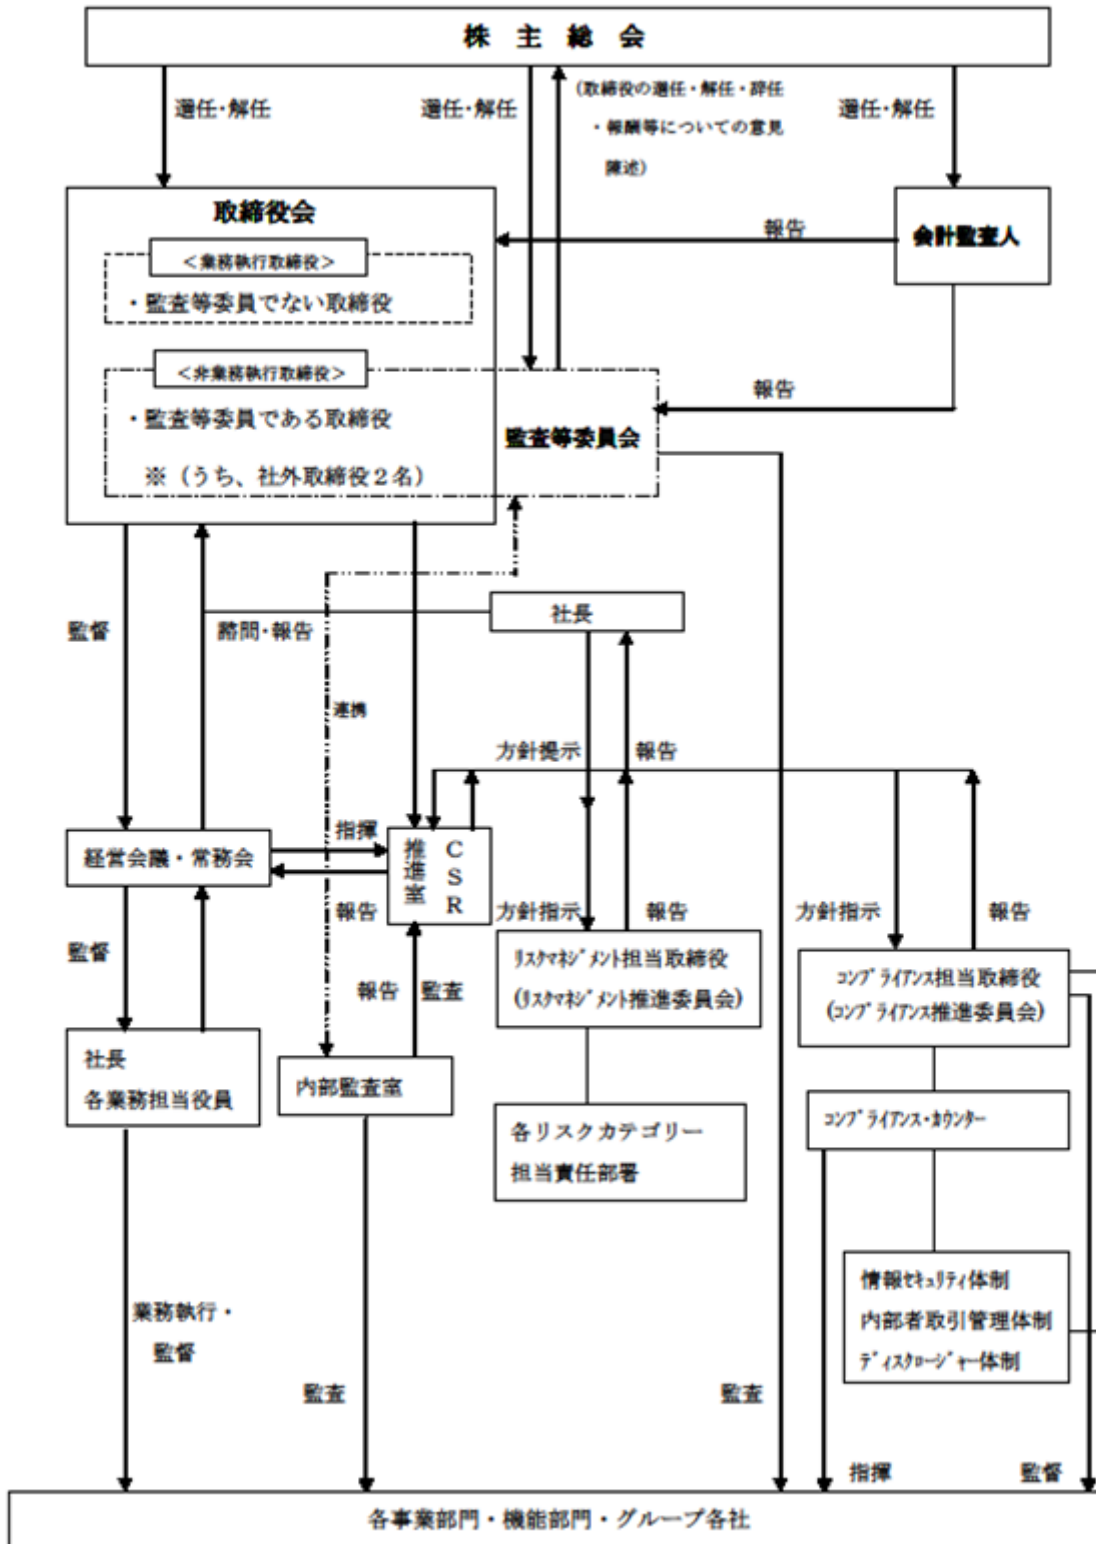 株 主 総 会
選任・解任
選任・解任
(取締役の選任・解任・辞任
・報酬等についての意見
陳述)
選任・解任
取締役会
<業務執行取締役>
・監査等委員でない取締役
<非業務執行取締役>
・監査等委員である取締役
※(うち、社外取締役2名)
監査等委員会
報告
会計監査人
報告
社長
監督
諮問・報告
連携
方針提示
報告
経営会議・常務会
指揮
報告
CSR
推進室
監督
報告
監査
方針指示
報告
方針指示
報告
リスクマネジメント担当取締役
(リスクマネジメント推進委員会)
コンプライアンス担当取締役
(コンプライアンス推進委員会)
社長
各業務担当役員
内部監査室
各リスクカテゴリー
担当責任部署
コンプライアンス・カウンター
情報セキュリティ体制
内部者取引管理体制
ディスクロージャー体制
業務執行・
監督
監査
監査
指揮
監督
各事業部門・機能部門・グループ各社